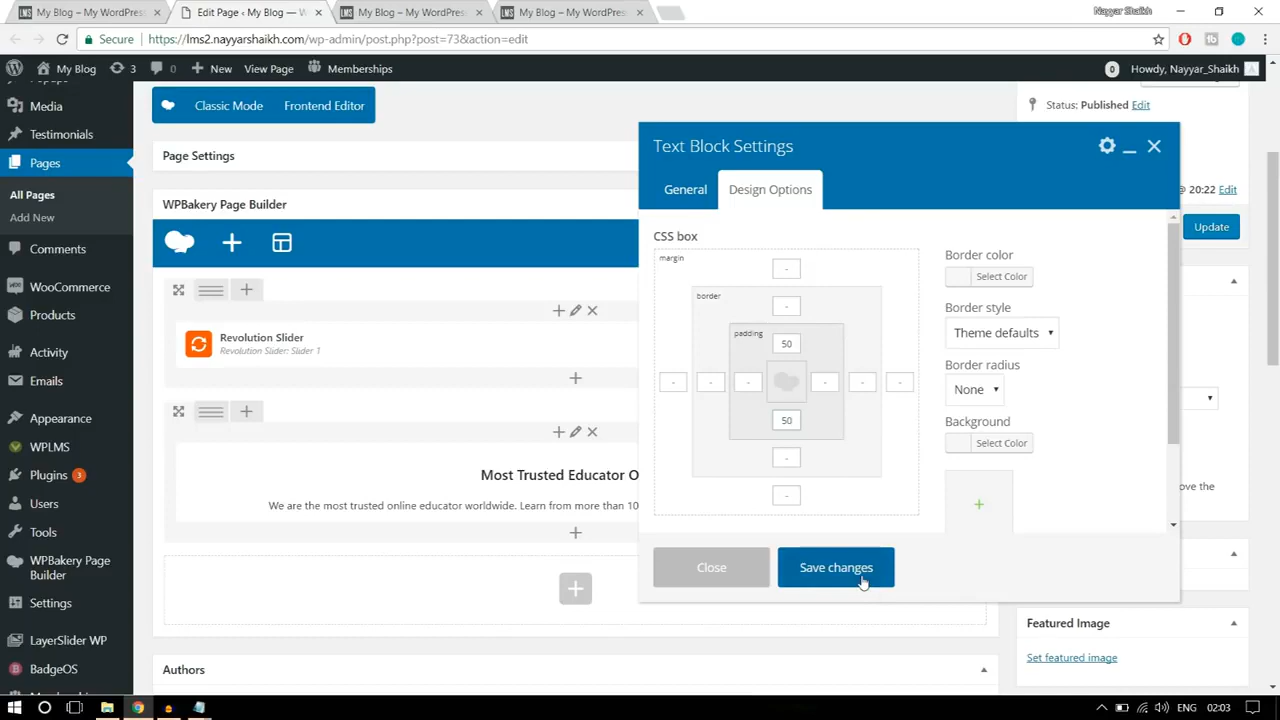 My Blog – My WordPress
Edit Page ‹ My Blog —
My Blog – My WordPress
My Blog – My WordPress
Nayyar Shaikh
Secure
https://lms2.nayyarshaikh.com/wp-admin/post.php?post=73&action=edit
My Blog
3
0
New
View Page
Memberships
0
Howdy, Nayyar_Shaikh
Media
Testimonials
Pages
All Pages
Add New
Comments
WooCommerce
Products
Activity
Emails
Appearance
WPLMS
Plugins 3
Users
Tools
WPBakery Page
Builder
Settings
LayerSlider WP
BadgeOS
Classic Mode
Frontend Editor
Page Settings
WPBakery Page Builder
Revolution Slider
Revolution Slider: Slider 1
Most Trusted Educator O
We are the most trusted online educator worldwide. Learn from more than 10
Authors
Text Block Settings
General
Design Options
CSS box
margin
-
border
-
padding
50
- - - - - -
50
-
-
Border color
Select Color
Border style
Theme defaults
Border radius
None
Background
Select Color
+
Close
Save changes
Status: Published Edit
@ 20:22 Edit
Update
ove the
Featured Image
Set featured image
ENG
02:03